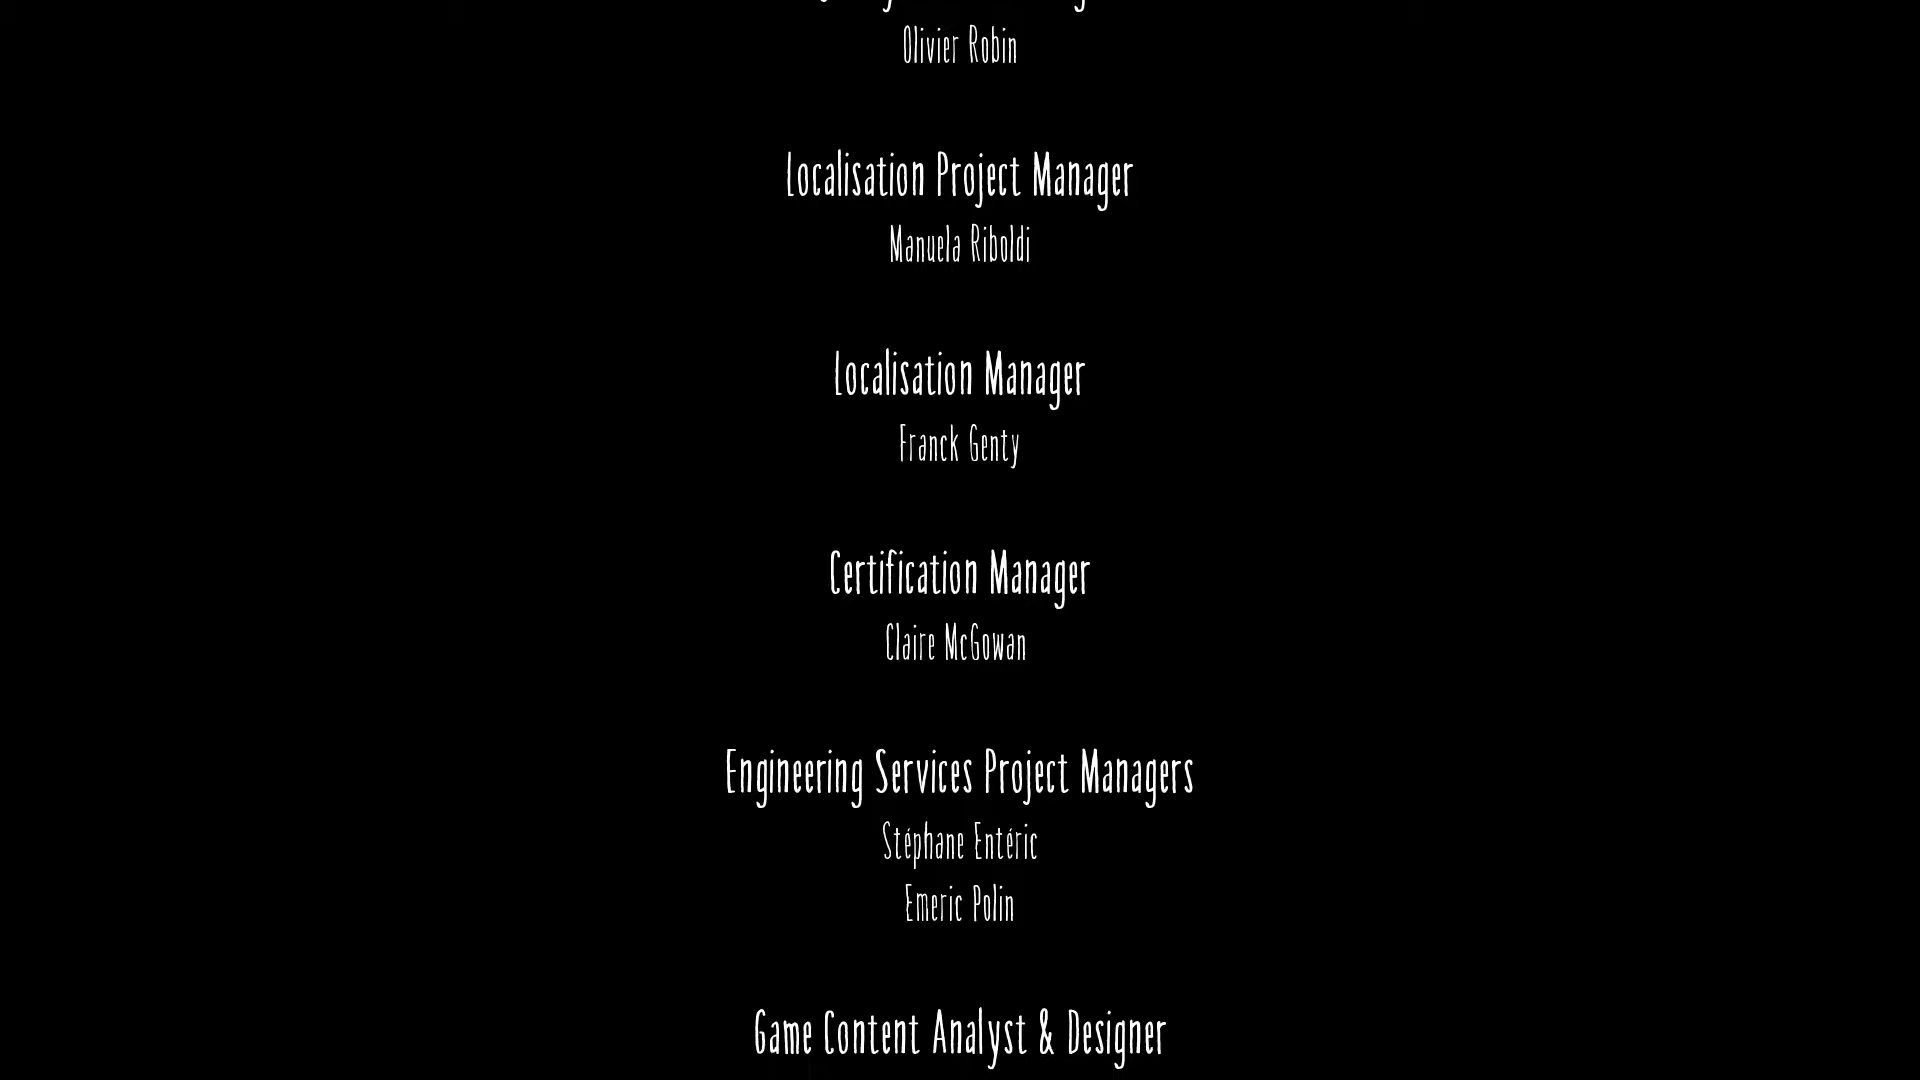 Olivier Robin
Localisation Project Manager
Manuela Riboldi
Localisation Manager
Franck Genty
Certification Manager
Claire McGowan
Engineering Services Project Managers
Stéphane Entéric
Emeric Polin
Game Content Analyst & Designer